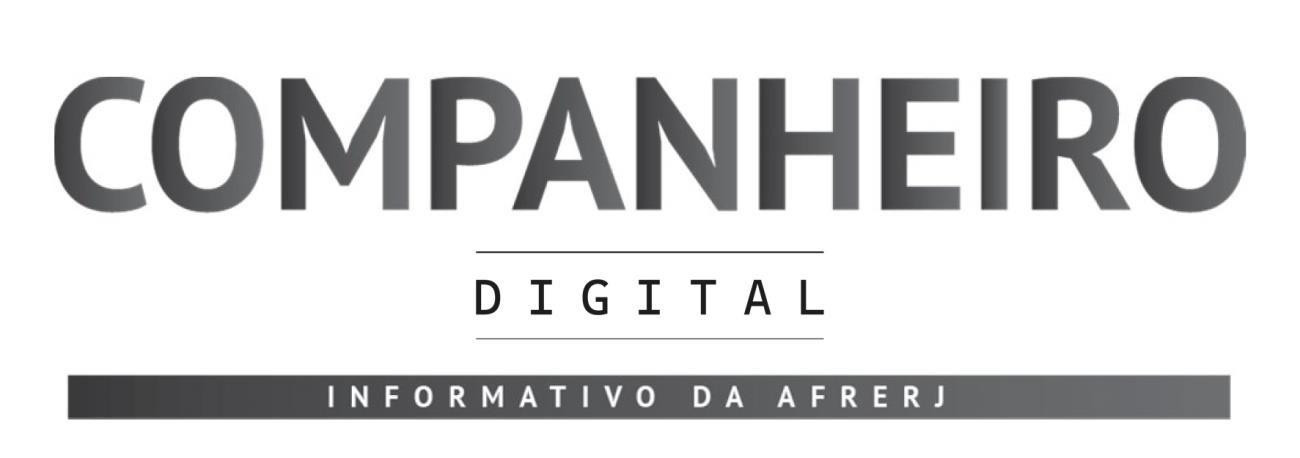 COMPANHEIRO
DIGITAL
INFORMATIVO DA AFRERJ